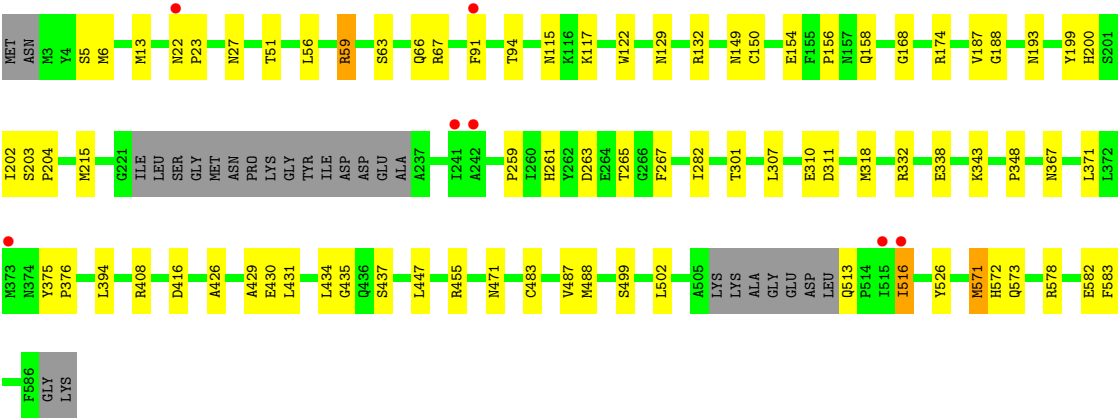 MET ASN M3 Y4 S5 M6 M13 N22 P23 N27 T51 L56 R59 S63 Q66 R67 F91 T94 N115 K116 K117 W122 N129 R132 N149 C150 E154 F155 P156 N157 Q158 G168 R174 V187 G188 N193 Y199 H200 S201
I202 S203 P204 M215 G221 ILE LEU SER GLY MET ASN PRO LYS GLY TYR ILE ASP ASP GLU ALA A237 I241 A242 P259 I260 H261 Y262 D263 E264 T265 G266 F267 I282 T301 L307 E310 D311 M318 R332 E338 K343 P348 N367 L371 L372
M373 N374 Y375 P376 L394 R408 D416 A426 A429 E430 L431 L434 G435 Q436 S437 L447 R455 N471 C483 V487 M488 S499 L502 A505 LYS LYS ALA GLY GLU ASP LEU Q513 P514 I515 I516 Y526 M571 H572 Q573 R578 E582 F583
F586 GLY LYS